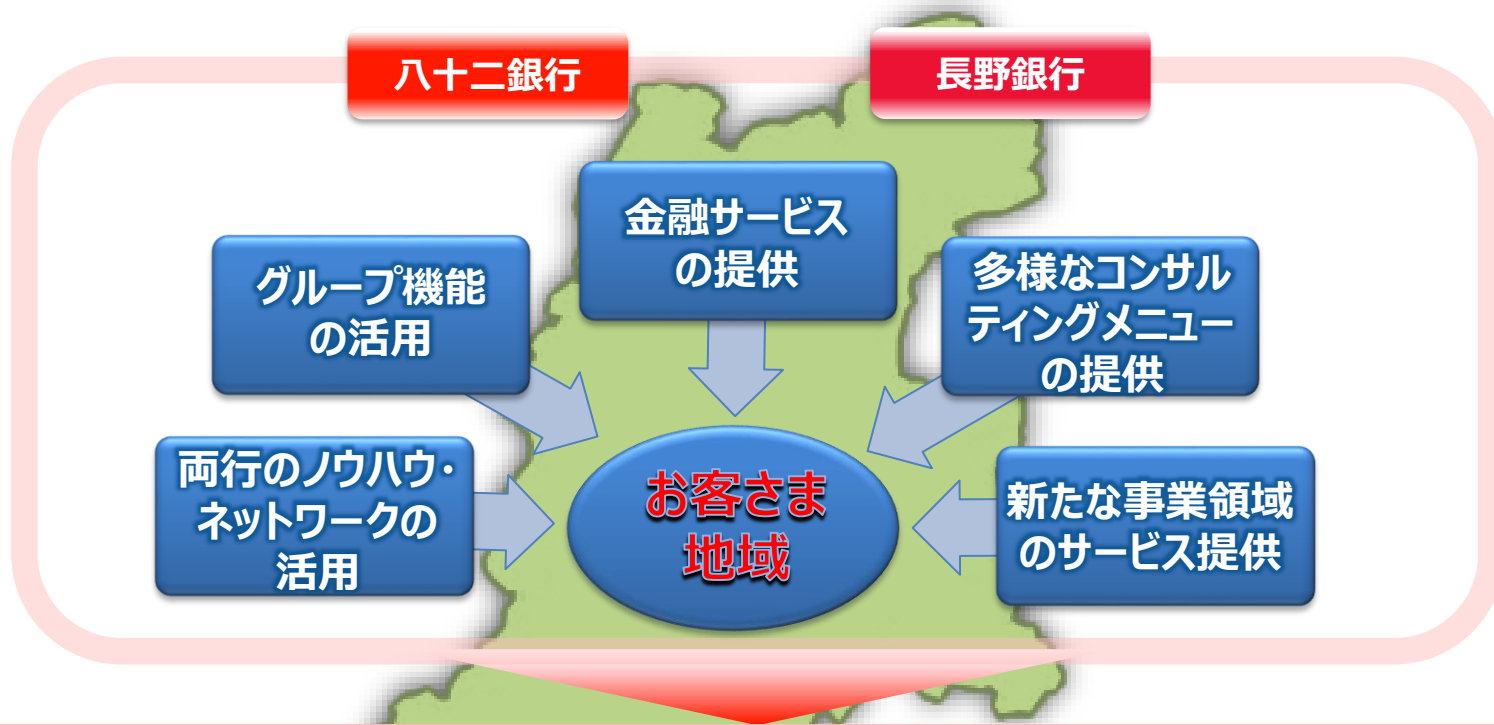 八十二銀行
長野銀行
金融サービス
の提供
グループ機能
の活用
多様なコンサル
ティングメニュー
の提供
両行のノウハウ・
ネットワークの
活用
お客さま
地域
新たな事業領域
のサービス提供